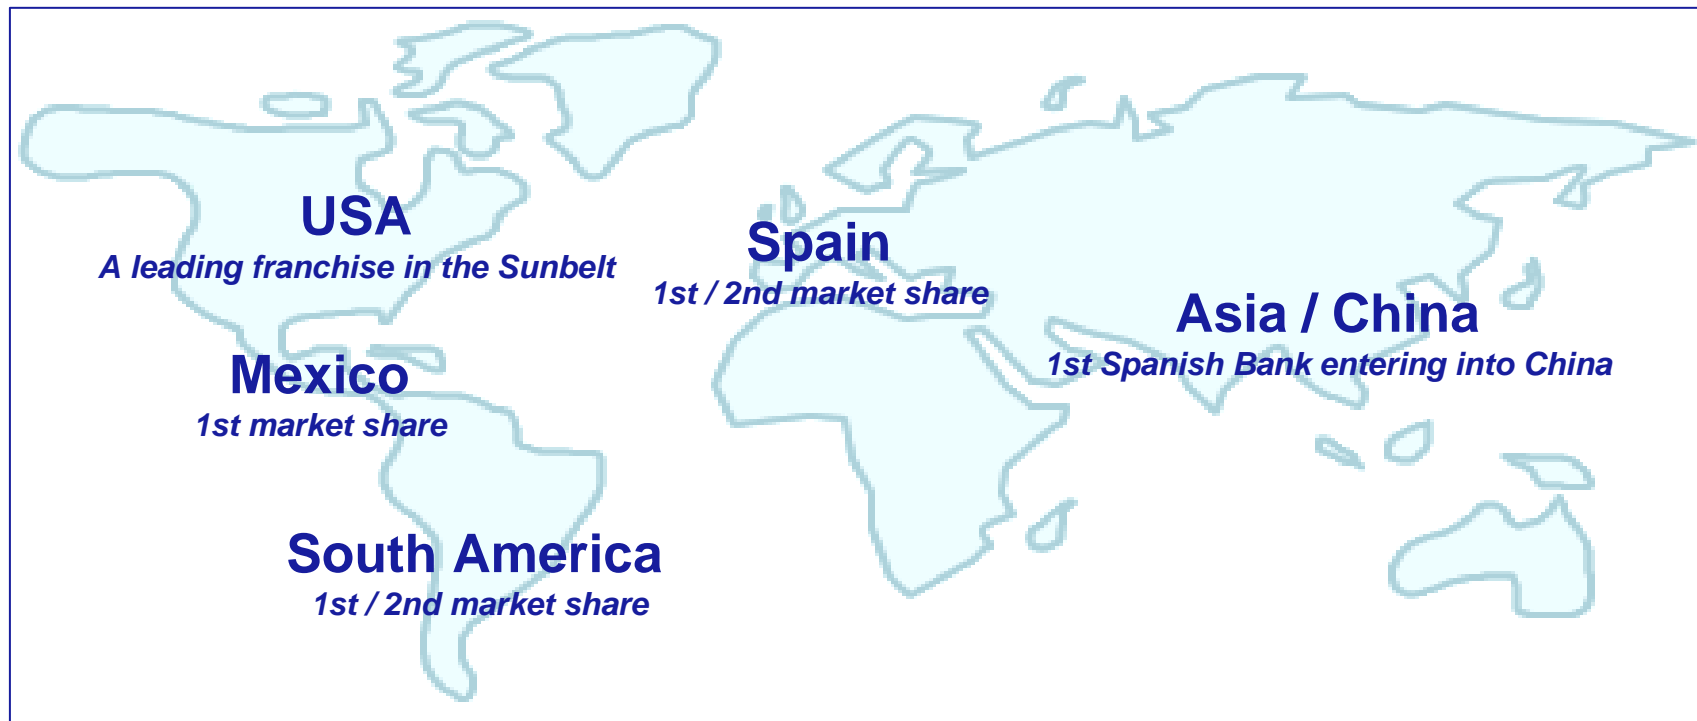 USA
A leading franchise in the Sunbelt
Spain
1st / 2nd market share
Asia / China
1st Spanish Bank entering into China
Mexico
1st market share
South America
1st / 2nd market share